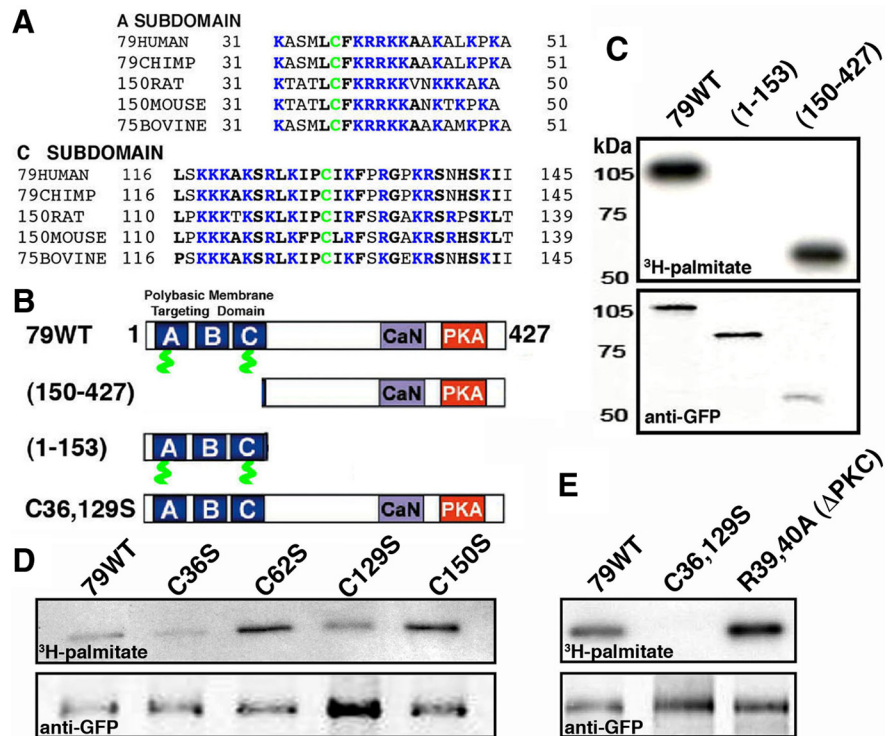 A
A SUBDOMAIN
79HUMAN 31 KASMLCFKRRKKAAKALKPKA 51
79CHIMP 31 KASMLCFKRRKKAAKALKPKA 51
150RAT 31 KTATLCFKRRKKVNKKKAKA 50
150MOUSE 31 KTATLCFKRRKKANKTKPKA 50
75BOVINE 31 KASMLCFKRRKKAAKAMKPKA 51
C SUBDOMAIN
79HUMAN 116 LSKKKAKSRLKIPCIKFPRGPKRSNHSKII 145
79CHIMP 116 LSKKKAKSRLKIPCIKFPRGPKRSNHSKII 145
150RAT 110 LPKKKTKSRLKIPCIRFSRGAKRSRPSKLT 139
150MOUSE 110 LPKKKAKSRLKFPCLRFSRGAKRSRHSKLT 139
75BOVINE 116 PSKKKAKSRLKIPCIKFSKGEKRSNHSKII 145
B
Polybasic Membrane
Targeting Domain
79WT 1 A B C CaN PKA 427
(150-427) CaN PKA
(1-153) A B C
C36,129S A B C CaN PKA
C
79WT (1-153) (150-427)
kDa
105
75
50
³H-palmitate
105
75
50
anti-GFP
D
79WT C36S C62S C129S C150S
³H-palmitate
anti-GFP
E
79WT C36,129S R39,40A (ΔPKC)
³H-palmitate
anti-GFP